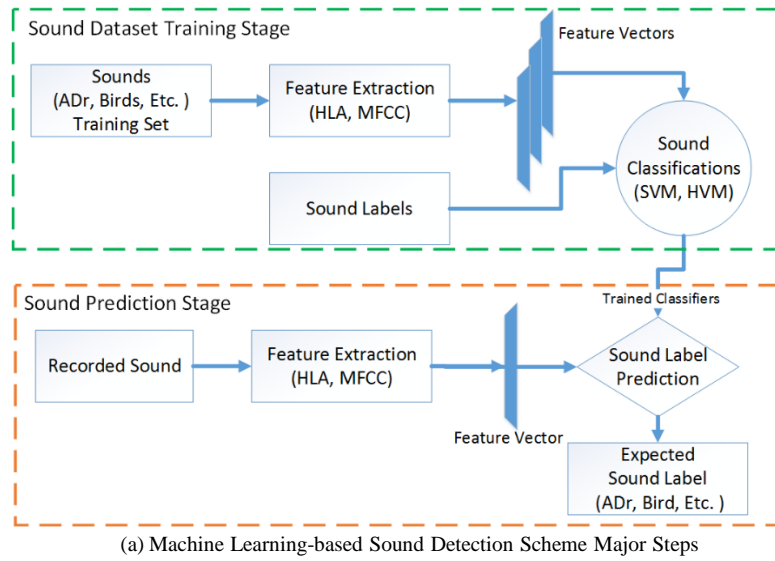 Sound Dataset Training Stage
Feature Vectors
Sounds
(ADr, Birds, Etc. )
Training Set
Feature Extraction
(HLA, MFCC)
Sound
Classifications
(SVM, HVM)
Sound Labels
Sound Prediction Stage
Trained Classifiers
Recorded Sound
Feature Extraction
(HLA, MFCC)
Sound Label
Prediction
Feature Vector
Expected
Sound Label
(ADr, Bird, Etc. )
(a) Machine Learning-based Sound Detection Scheme Major Steps